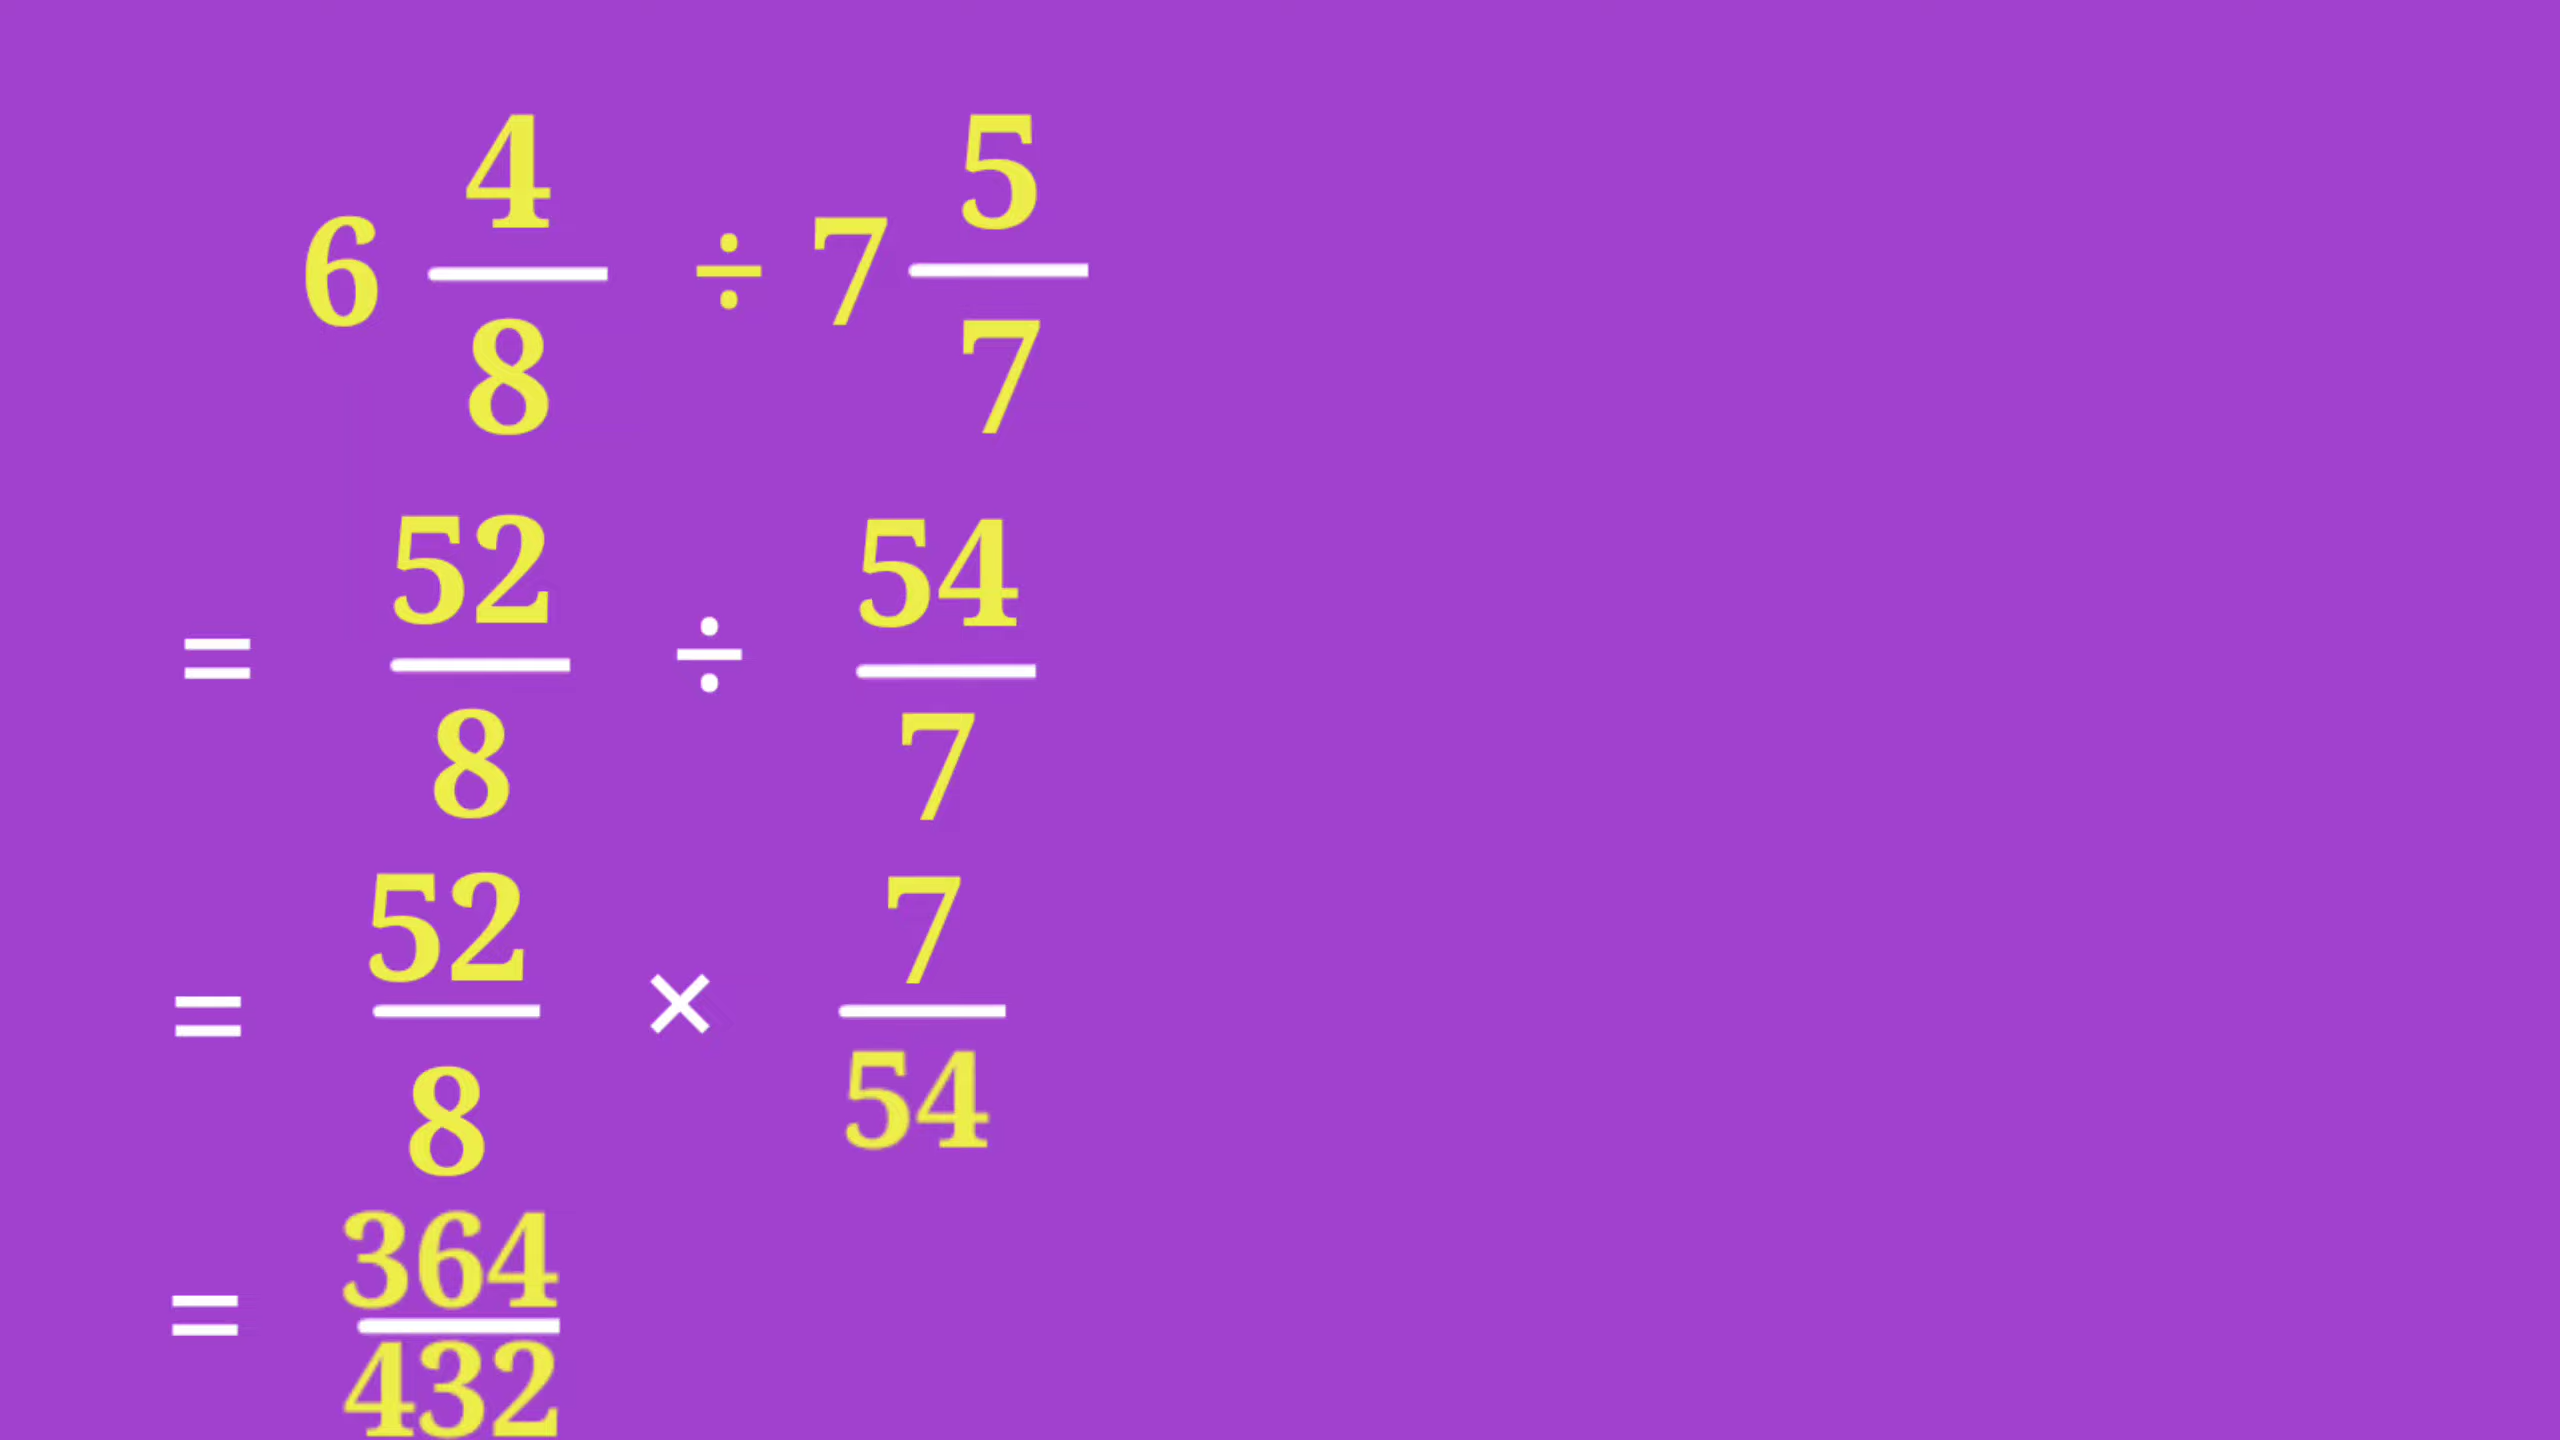 6 4/8 ÷ 7 5/7
= 52/8 ÷ 54/7
= 52/8 × 7/54
= 364/432